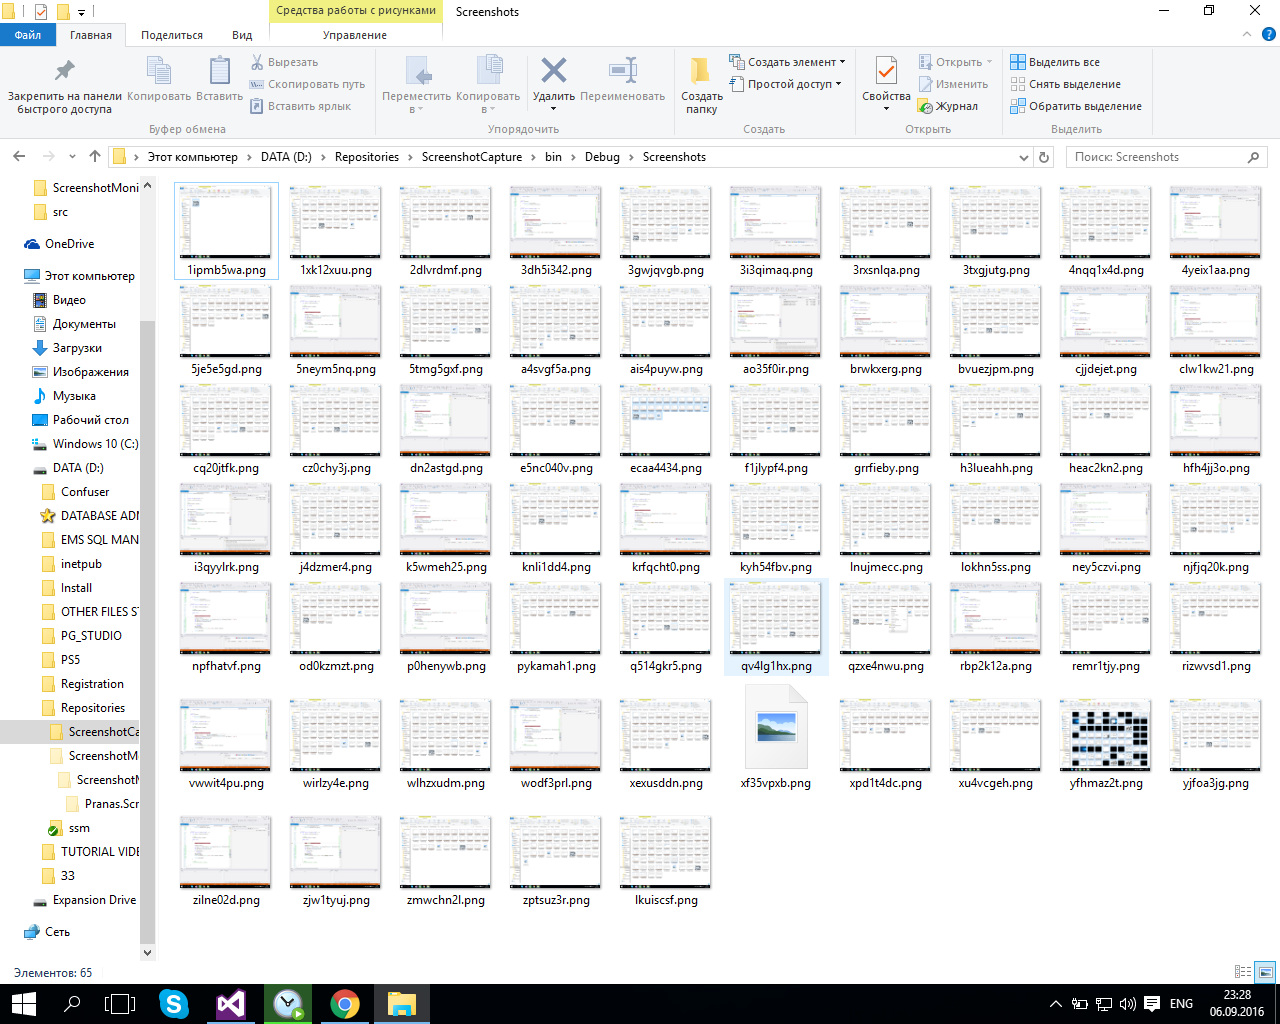 Средства работы с рисунками
Screenshots
Файл
Главная
Поделиться
Вид
Управление
Закрепить на панели быстрого доступа
Копировать
Вставить
Вырезать
Скопировать путь
Вставить ярлык
Буфер обмена
Переместить в
Копировать в
Удалить
Переименовать
Упорядочить
Создать папку
Создать элемент
Простой доступ
Создать
Свойства
Открыть
Изменить
Журнал
Открыть
Выделить все
Снять выделение
Обратить выделение
Выделить
Этот компьютер
DATA (D:)
Repositories
ScreenshotCapture
bin
Debug
Screenshots
Поиск: Screenshots
ScreenshotMoni
src
OneDrive
Этот компьютер
Видео
Документы
Загрузки
Изображения
Музыка
Рабочий стол
Windows 10 (C:)
DATA (D:)
Confuser
DATABASE ADM
EMS SQL MAN
inetpub
Install
OTHER FILES ST
PG_STUDIO
PS5
Registration
Repositories
ScreenshotCa
ScreenshotM
ScreenshotM
Pranas.Scr
ssm
TUTORIAL VIDE
33
Expansion Drive
Сеть
1ipmb5wa.png 1xk12xuu.png 2dlvrdmf.png 3dh5i342.png 3gwjqvgb.png 3i3qimaq.png 3rxsnlqa.png 3txgjutg.png 4nqq1x4d.png 4yeix1aa.png
5je5e5gd.png 5neym5nq.png 5tmg5gxf.png a4svgf5a.png ais4puyw.png ao35f0ir.png brwkxerg.png bvuezjpm.png cjjdejet.png clw1kw21.png
cq20jtfk.png cz0chy3j.png dn2astgd.png e5nc040v.png ecaa4434.png f1jlypf4.png grrfieby.png h3lueahh.png heac2kn2.png hfh4jj3o.png
i3qyylrk.png j4dzmer4.png k5wmeh25.png knli1dd4.png krfqcht0.png kyh54fbv.png lnujmecc.png lokhn5ss.png ney5czvi.png njfjq20k.png
npfhatvf.png od0kzmzt.png p0henywb.png pykamah1.png q514gkr5.png qv4lg1hx.png qzxe4nwu.png rbp2k12a.png remr1tjy.png rizwvsd1.png
vwwit4pu.png wirlzy4e.png wlhzxudm.png wodf3prl.png xexusddn.png xf35vpxb.png xpd1t4dc.png xu4vcgeh.png yfhmaz2t.png yjfoa3jg.png
zilne02d.png zjw1tyuj.png zmwchn2l.png zptsuz3r.png lkuiscsf.png
Элементов: 65
ENG
23:28
06.09.2016